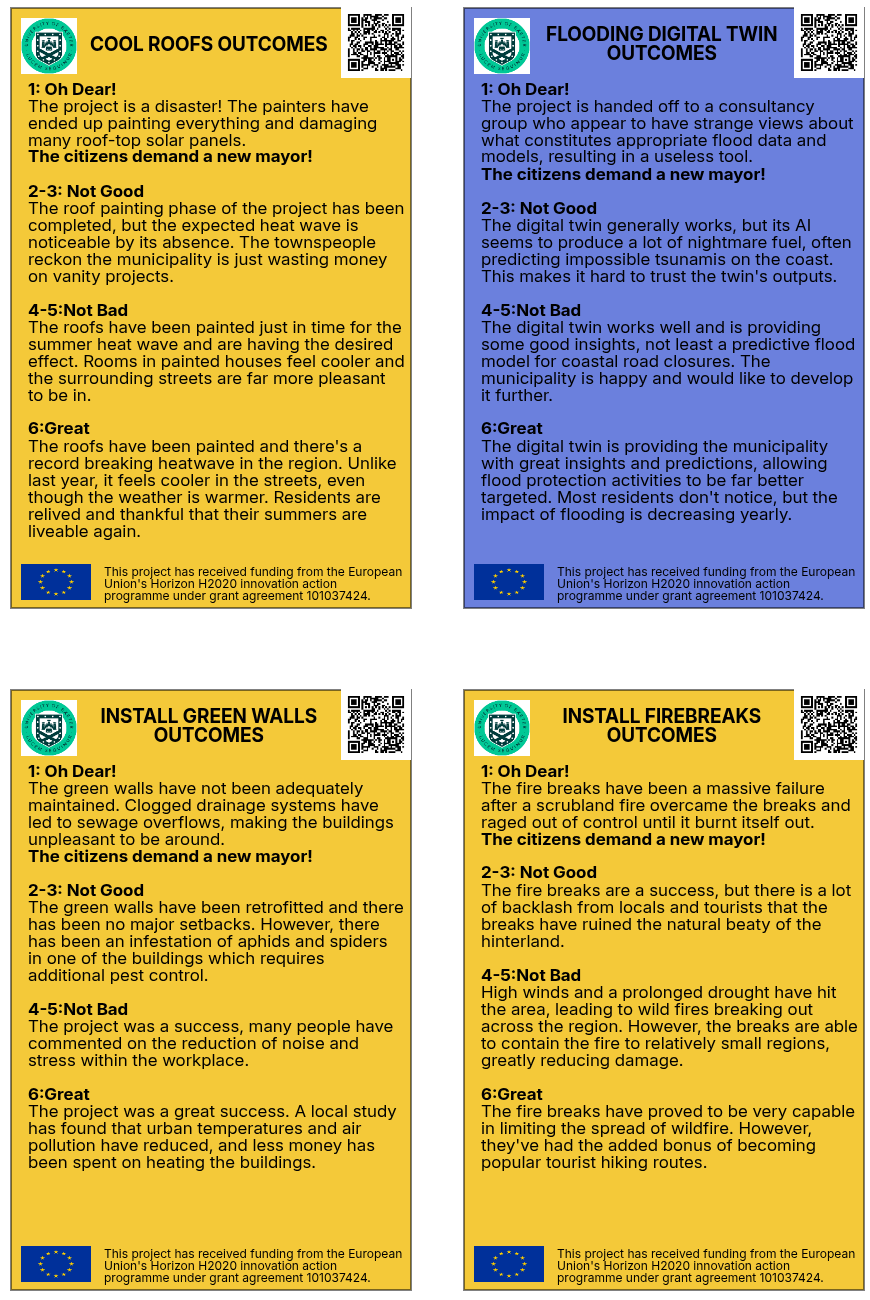 COOL ROOFS OUTCOMES
1: Oh Dear!
The project is a disaster! The painters have
ended up painting everything and damaging
many roof-top solar panels.
The citizens demand a new mayor!
2-3: Not Good
The roof painting phase of the project has been
completed, but the expected heat wave is
noticeable by its absence. The townspeople
reckon the municipality is just wasting money
on vanity projects.
4-5:Not Bad
The roofs have been painted just in time for the
summer heat wave and are having the desired
effect. Rooms in painted houses feel cooler and
the surrounding streets are far more pleasant
to be in.
6:Great
The roofs have been painted and there's a
record breaking heatwave in the region. Unlike
last year, it feels cooler in the streets, even
though the weather is warmer. Residents are
relived and thankful that their summers are
liveable again.
This project has received funding from the European
Union's Horizon H2020 innovation action
programme under grant agreement 101037424.
FLOODING DIGITAL TWIN
OUTCOMES
1: Oh Dear!
The project is handed off to a consultancy
group who appear to have strange views about
what constitutes appropriate flood data and
models, resulting in a useless tool.
The citizens demand a new mayor!
2-3: Not Good
The digital twin generally works, but its AI
seems to produce a lot of nightmare fuel, often
predicting impossible tsunamis on the coast.
This makes it hard to trust the twin's outputs.
4-5:Not Bad
The digital twin works well and is providing
some good insights, not least a predictive flood
model for coastal road closures. The
municipality is happy and would like to develop
it further.
6:Great
The digital twin is providing the municipality
with great insights and predictions, allowing
flood protection activities to be far better
targeted. Most residents don't notice, but the
impact of flooding is decreasing yearly.
This project has received funding from the European
Union's Horizon H2020 innovation action
programme under grant agreement 101037424.
INSTALL GREEN WALLS
OUTCOMES
1: Oh Dear!
The green walls have not been adequately
maintained. Clogged drainage systems have
led to sewage overflows, making the buildings
unpleasant to be around.
The citizens demand a new mayor!
2-3: Not Good
The green walls have been retrofitted and there
has been no major setbacks. However, there
has been an infestation of aphids and spiders
in one of the buildings which requires
additional pest control.
4-5:Not Bad
The project was a success, many people have
commented on the reduction of noise and
stress within the workplace.
6:Great
The project was a great success. A local study
has found that urban temperatures and air
pollution have reduced, and less money has
been spent on heating the buildings.
This project has received funding from the European
Union's Horizon H2020 innovation action
programme under grant agreement 101037424.
INSTALL FIREBREAKS
OUTCOMES
1: Oh Dear!
The fire breaks have been a massive failure
after a scrubland fire overcame the breaks and
raged out of control until it burnt itself out.
The citizens demand a new mayor!
2-3: Not Good
The fire breaks are a success, but there is a lot
of backlash from locals and tourists that the
breaks have ruined the natural beaty of the
hinterland.
4-5:Not Bad
High winds and a prolonged drought have hit
the area, leading to wild fires breaking out
across the region. However, the breaks are able
to contain the fire to relatively small regions,
greatly reducing damage.
6:Great
The fire breaks have proved to be very capable
in limiting the spread of wildfire. However,
they've had the added bonus of becoming
popular tourist hiking routes.
This project has received funding from the European
Union's Horizon H2020 innovation action
programme under grant agreement 101037424.